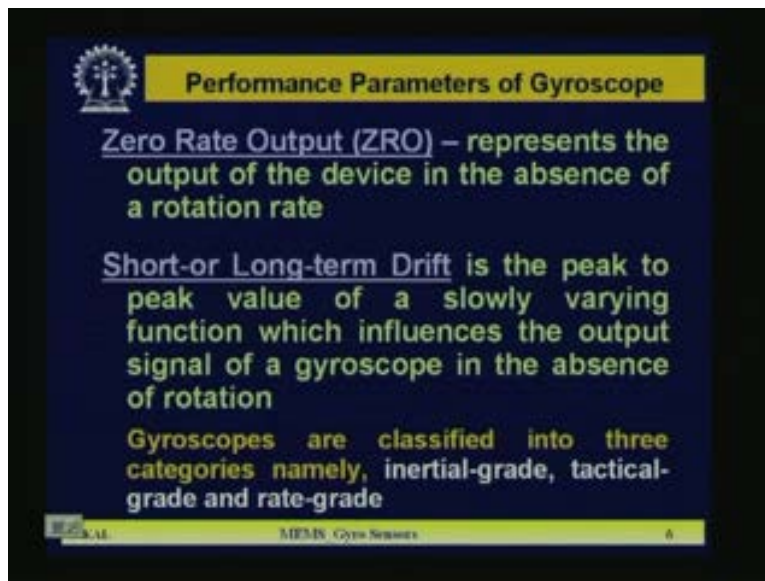 Performance Parameters of Gyroscope
Zero Rate Output (ZRO) – represents the
output of the device in the absence of
a rotation rate
Short-or Long-term Drift is the peak to
peak value of a slowly varying
function which influences the output
signal of a gyroscope in the absence
of rotation
Gyroscopes are classified into three
categories namely, inertial-grade, tactical-
grade and rate-grade
KAL MEMS_Gyro Sensors 6